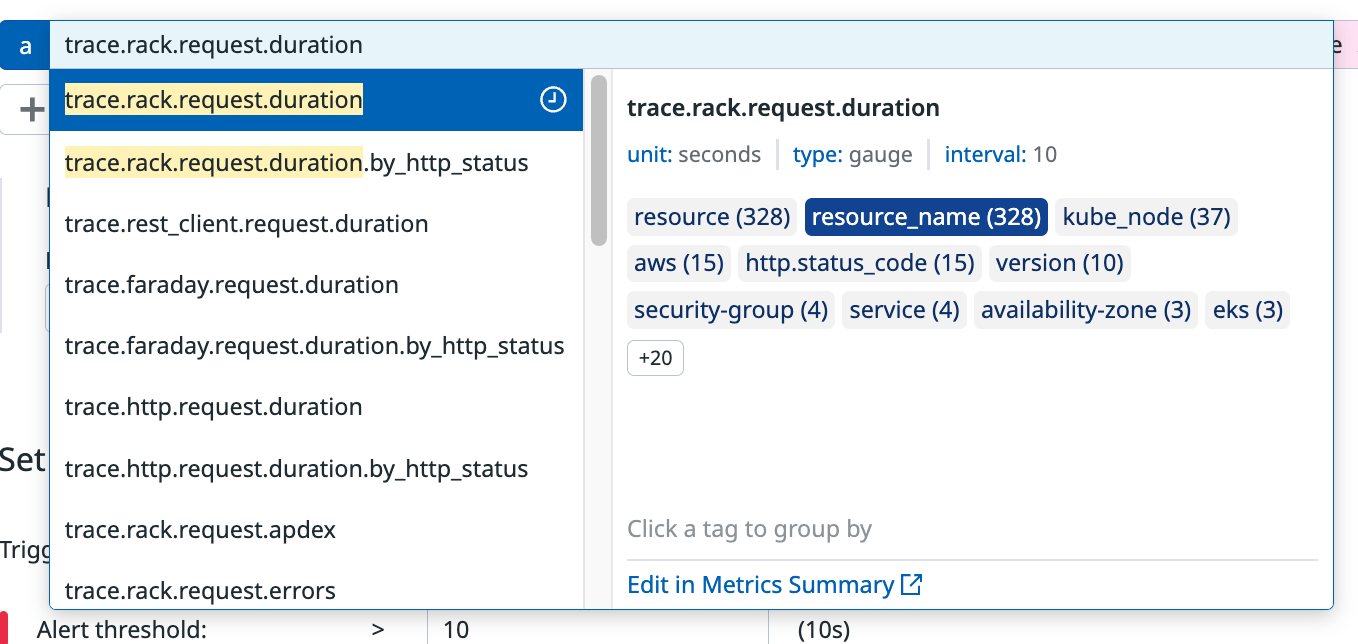 a
trace.rack.request.duration
e
trace.rack.request.duration
trace.rack.request.duration.by_http_status
trace.rest_client.request.duration
trace.faraday.request.duration
trace.faraday.request.duration.by_http_status
trace.http.request.duration
trace.http.request.duration.by_http_status
trace.rack.request.apdex
trace.rack.request.errors
trace.rack.request.duration
unit: seconds type: gauge interval: 10
resource (328) resource_name (328) kube_node (37)
aws (15) http.status_code (15) version (10)
security-group (4) service (4) availability-zone (3) eks (3)
+20
Click a tag to group by
Edit in Metrics Summary
Set
Trigg
Alert threshold: > 10 (10s)